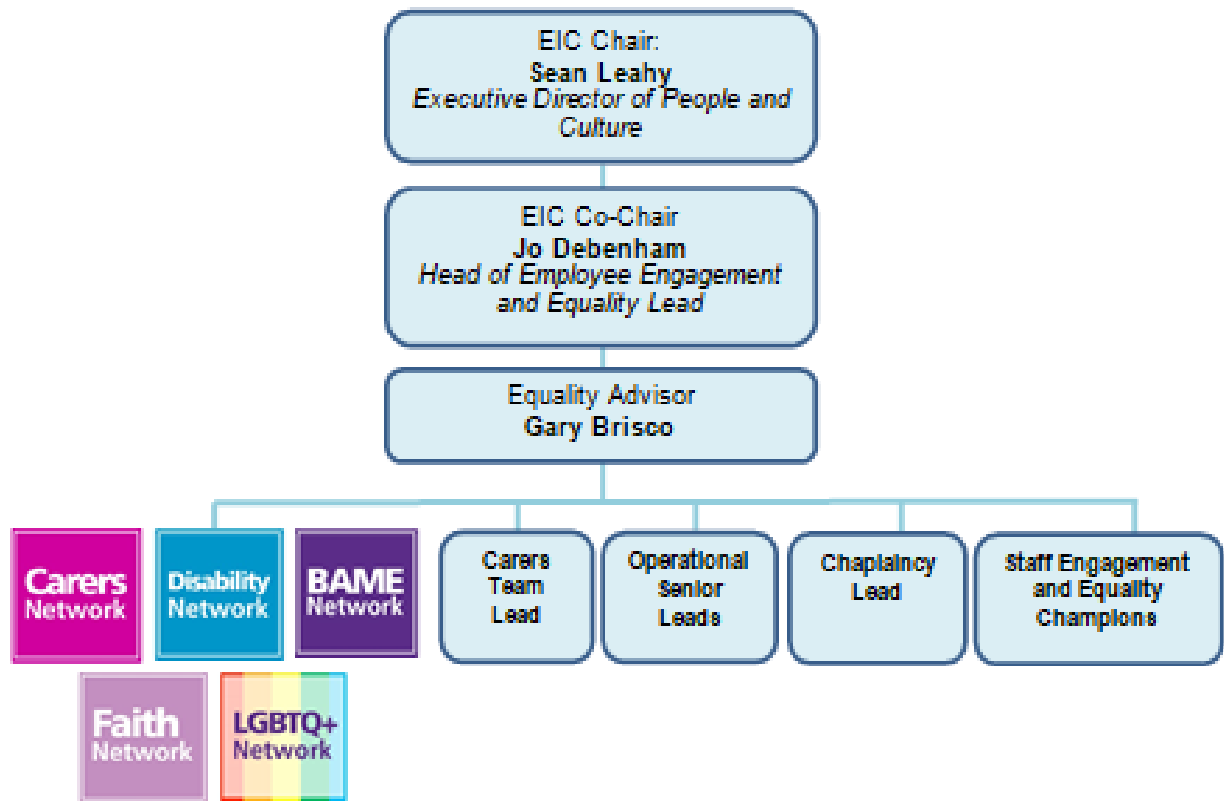 EIC Chair:
Sean Leahy
Executive Director of People and
Culture
EIC Co-Chair
Jo Debenham
Head of Employee Engagement
and Equality Lead
Equality Advisor
Gary Brisco
Carers
Network
Disability
Network
BAME
Network
Carers
Team
Lead
Operational
Senior
Leads
Chaplaincy
Lead
Staff Engagement
and Equality
Champions
Faith
Network
LGBTQ+
Network